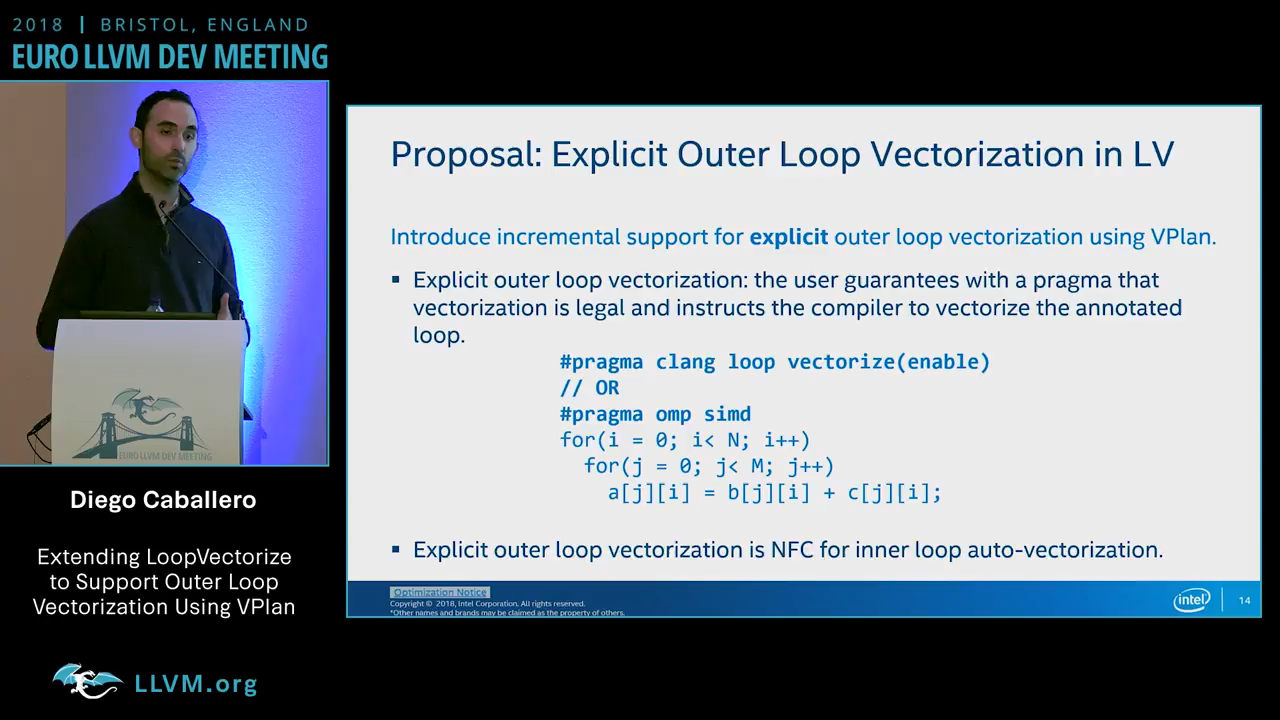 2018 | BRISTOL, ENGLAND
EURO LLVM DEV MEETING
EURO LLVM DEV MEETING
Diego Caballero
Extending LoopVectorize
to Support Outer Loop
Vectorization Using VPlan
LLVM.org
Proposal: Explicit Outer Loop Vectorization in LV
Introduce incremental support for explicit outer loop vectorization using VPlan.
▪ Explicit outer loop vectorization: the user guarantees with a pragma that
vectorization is legal and instructs the compiler to vectorize the annotated
loop.
#pragma clang loop vectorize(enable)
// OR
#pragma omp simd
for(i = 0; i< N; i++)
for(j = 0; j< M; j++)
a[j][i] = b[j][i] + c[j][i];
▪ Explicit outer loop vectorization is NFC for inner loop auto-vectorization.
Optimization Notice
Copyright © 2018, Intel Corporation. All rights reserved.
*Other names and brands may be claimed as the property of others.
intel
14